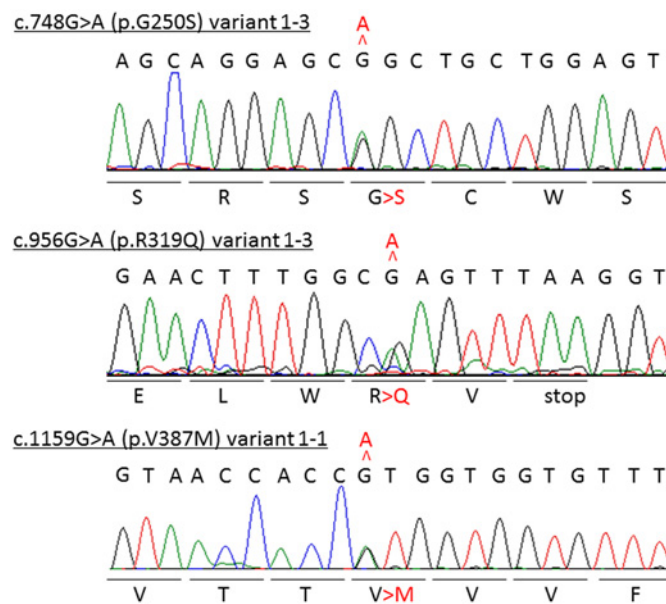 c.748G>A (p.G250S) variant 1-3
A
^
A G C A G G A G C G G C T G C T G G A G T
S R S G>S C W S
c.956G>A (p.R319Q) variant 1-3
A
^
G A A C T T T G G C G A G T T T A A G G T
E L W R>Q V stop
c.1159G>A (p.V387M) variant 1-1
A
^
G T A A C C A C C G T G G T G G T G T T T
V T T V>M V V F